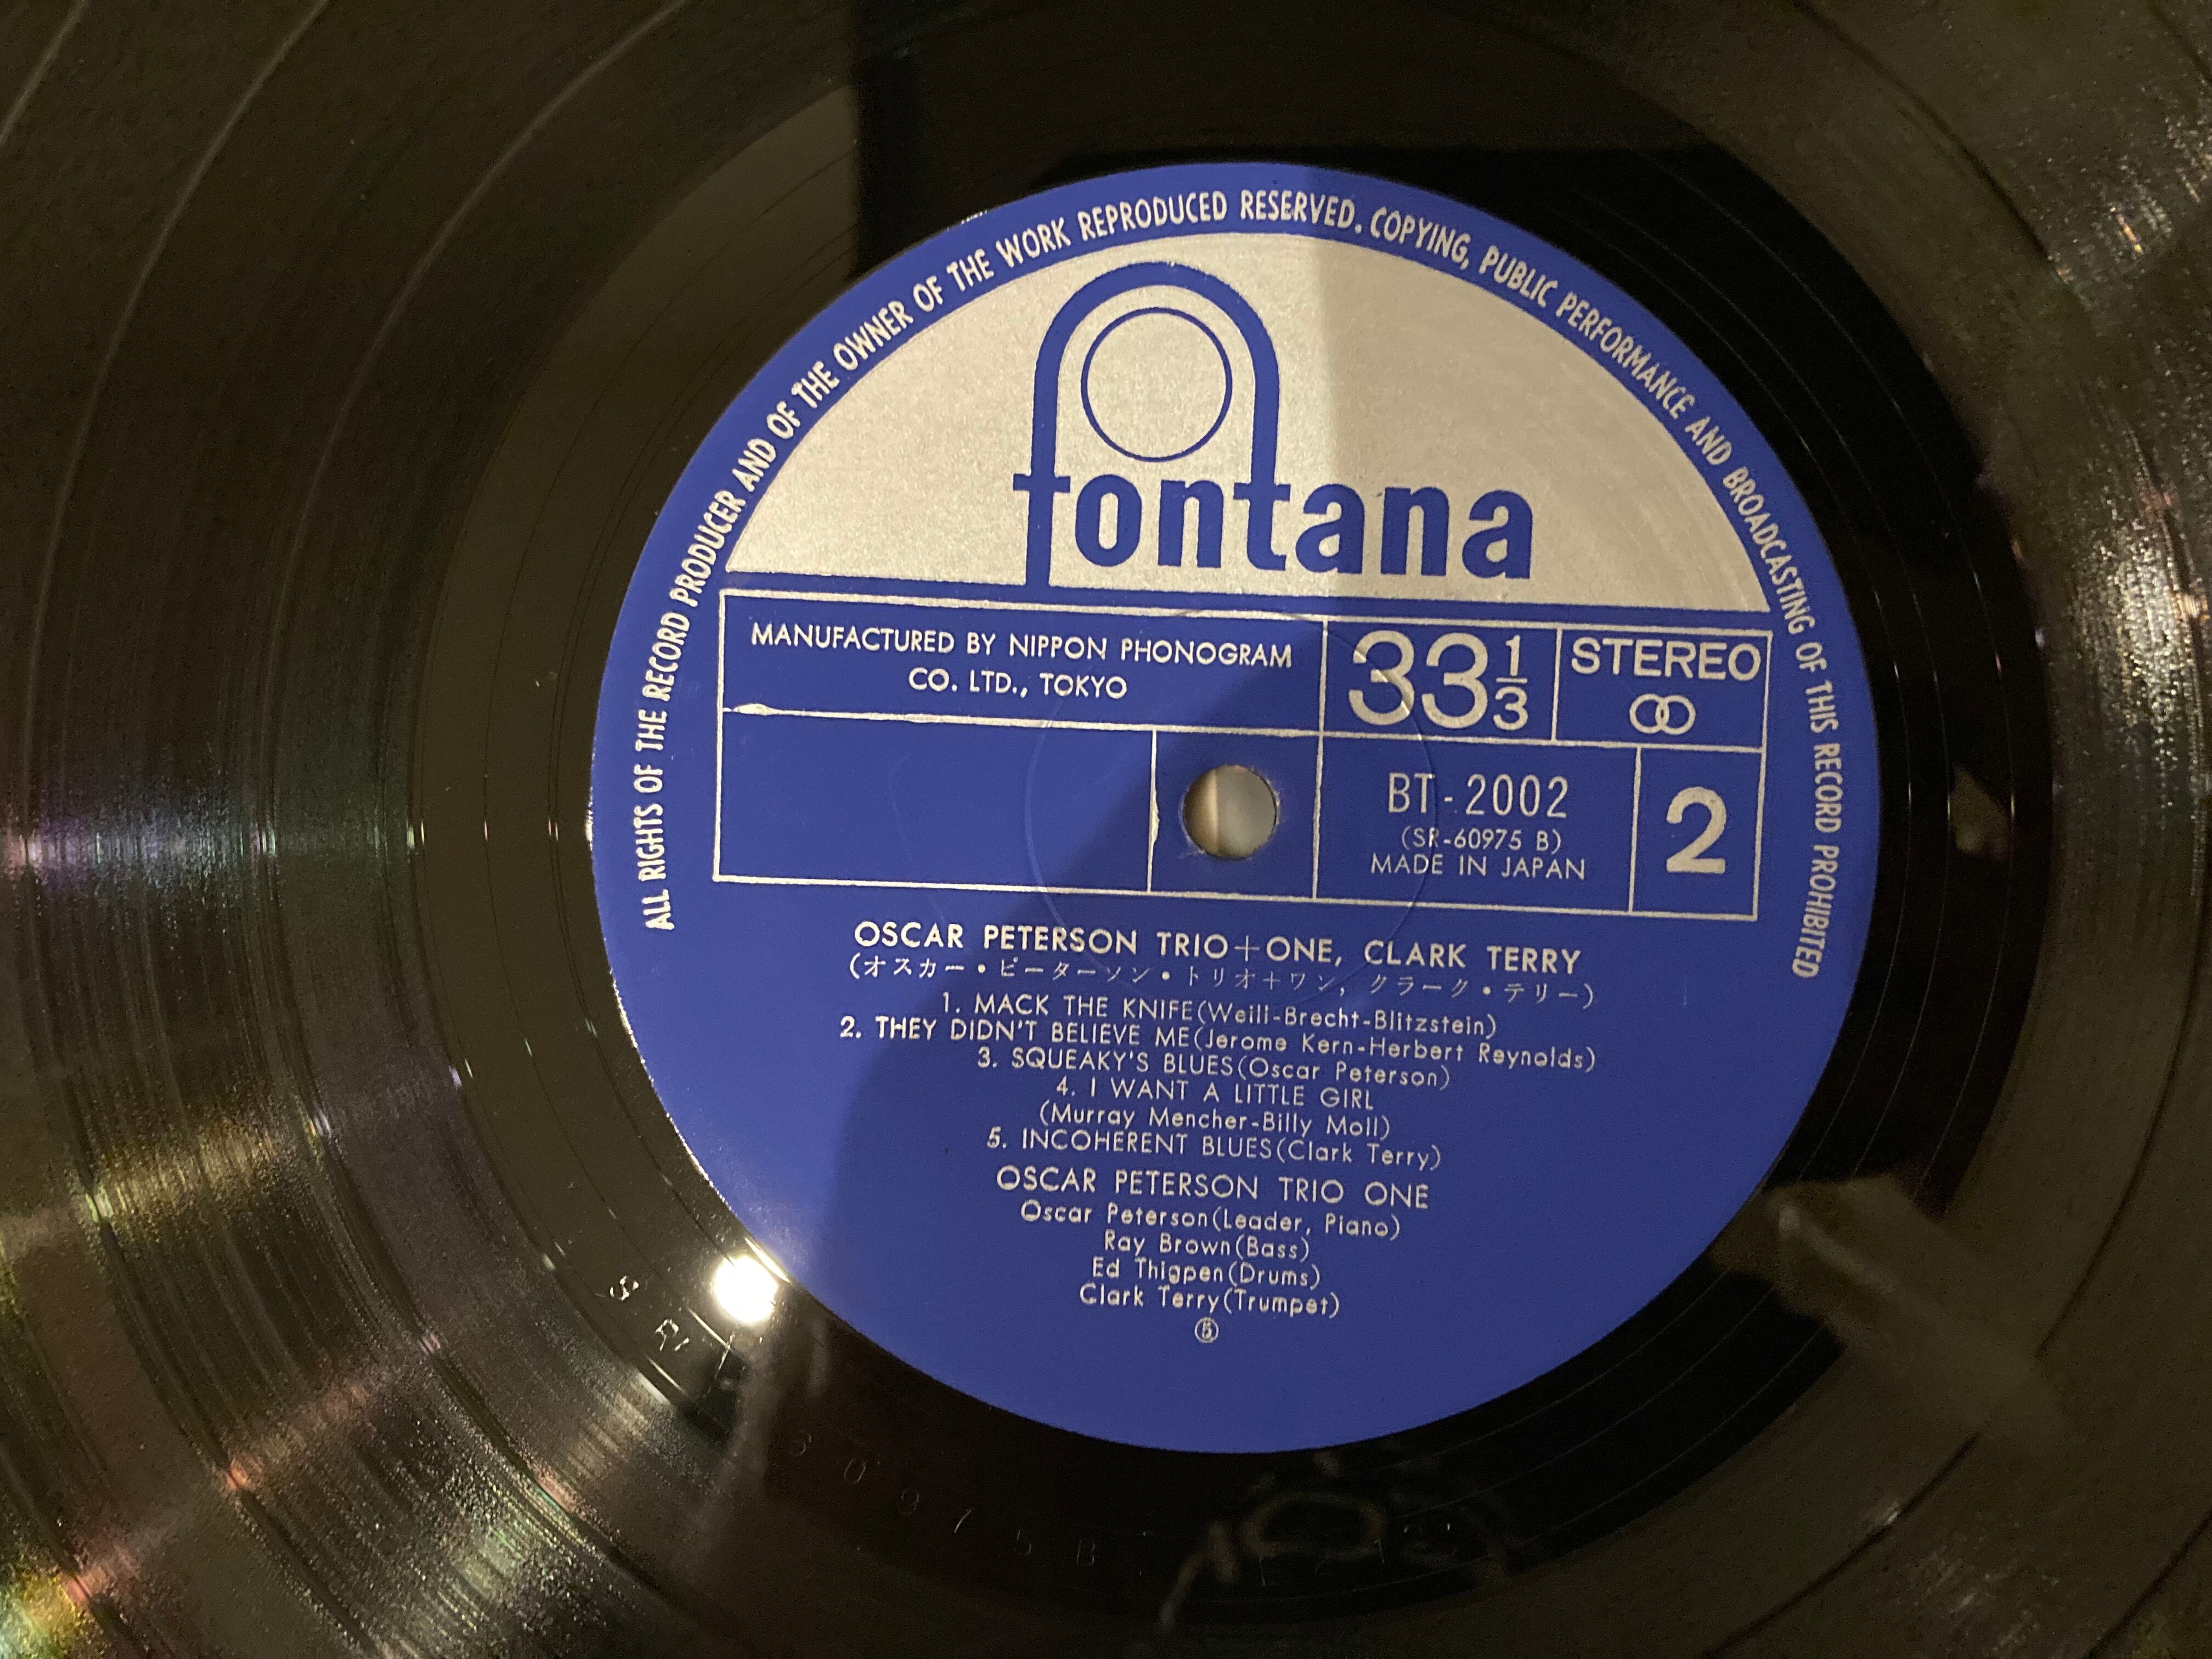 ALL RIGHTS OF THE RECORD PRODUCER AND OF THE OWNER OF THE WORK REPRODUCED RESERVED. COPYING, PUBLIC PERFORMANCE AND BROADCASTING OF THIS RECORD PROHIBITED
fontana
MANUFACTURED BY NIPPON PHONOGRAM
CO. LTD., TOKYO
33 1/3
STEREO
BT-2002
(SR-60975 B)
MADE IN JAPAN
2
OSCAR PETERSON TRIO+ONE, CLARK TERRY
(オスカー・ピーターソン・トリオ+ワン, クラーク・テリー)
1. MACK THE KNIFE(Weill-Brecht-Blitzstein)
2. THEY DIDN'T BELIEVE ME(Jerome Kern-Herbert Reynolds)
3. SQUEAKY'S BLUES(Oscar Peterson)
4. I WANT A LITTLE GIRL
(Murray Mencher-Billy Moll)
5. INCOHERENT BLUES(Clark Terry)
OSCAR PETERSON TRIO ONE
Oscar Peterson(Leader, Piano)
Ray Brown(Bass)
Ed Thigpen(Drums)
Clark Terry(Trumpet)